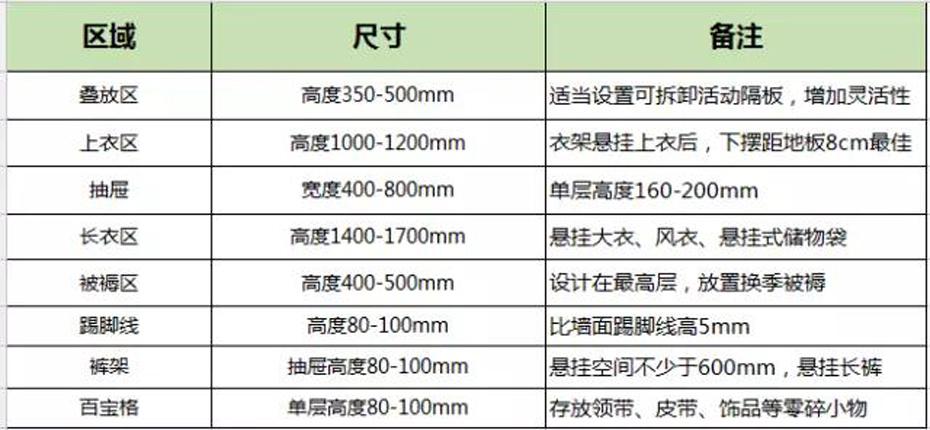 区域 尺寸 备注
叠放区 高度350-500mm 适当设置可拆卸活动隔板，增加灵活性
上衣区 高度1000-1200mm 衣架悬挂上衣后，下摆距地板8cm最佳
抽屉 宽度400-800mm 单层高度160-200mm
长衣区 高度1400-1700mm 悬挂大衣、风衣、悬挂式储物袋
被褥区 高度400-500mm 设计在最高层，放置换季被褥
踢脚线 高度80-100mm 比墙面踢脚线高5mm
裤架 抽屉高度80-100mm 悬挂空间不少于600mm，悬挂长裤
百宝格 单层高度80-100mm 存放领带、皮带、饰品等零碎小物